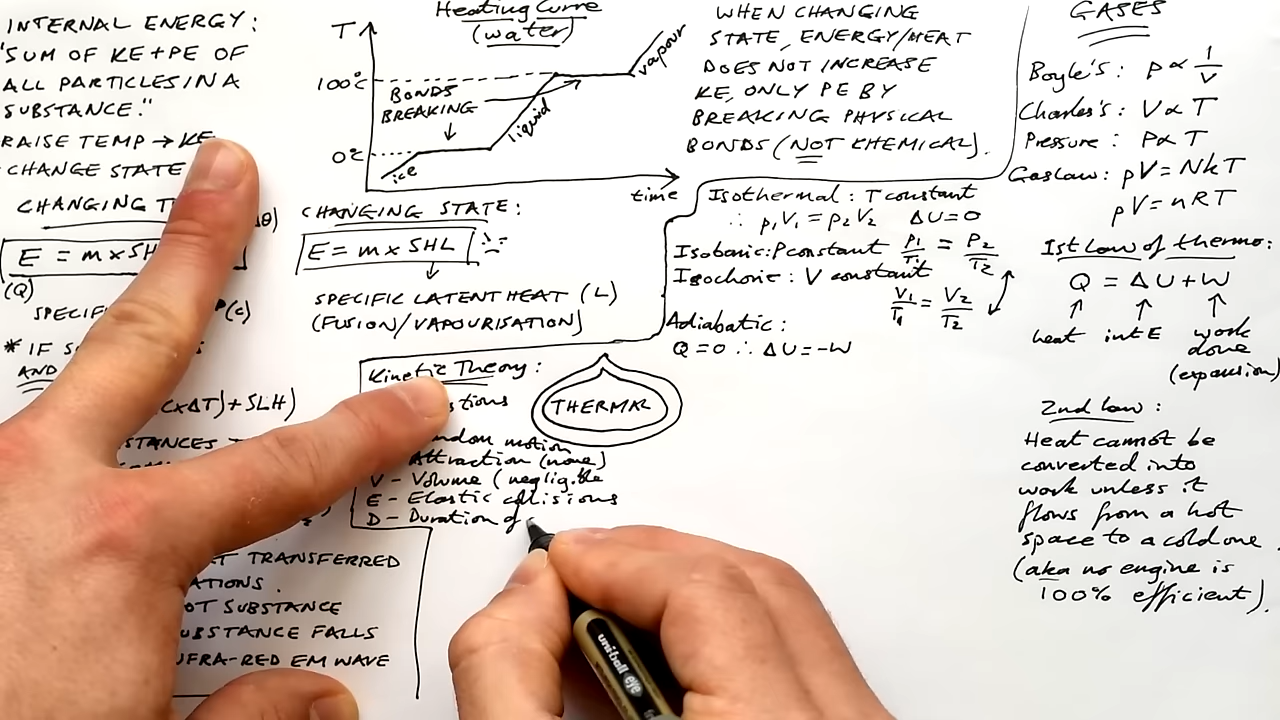 INTERNAL ENERGY:
"SUM OF KE+PE OF
ALL PARTICLES IN A
SUBSTANCE."
RAISE TEMP → KE
CHANGE STATE
CHANGING T
θ)
E = m x SH
(Q)
SPECIF
(c)
* IF S
AND
(CXΔT)+SLH)
STANCES T
T TRANSFERRED
ATIONS.
OT SUBSTANCE
UBSTANCE FALLS
FRA-RED EM WAVE
Heating Curve
(water)
T
100°C
0°C
BONDS
BREAKING
ice
liquid
vapour
time
CHANGING STATE:
E = m x SHL
SPECIFIC LATENT HEAT (L)
(FUSION/VAPOURISATION)
Kinetic Theory:
stions
ndom motion
Attraction (none)
V - Volume (negligible
E - Elastic collisions
D - Duration of
THERMAL
WHEN CHANGING
STATE, ENERGY/HEAT
DOES NOT INCREASE
KE, ONLY PE BY
BREAKING PHYSICAL
BONDS (NOT CHEMICAL).
Isothermal: T constant
∴ p₁V₁ = p₂V₂ ΔU=0
Isobaric: P constant P₁/T₁ = P₂/T₂
Isochoric: V constant
V₁/T₁ = V₂/T₂
Adiabatic:
Q=0 ∴ ΔU=-W
GASES
Boyle's: p ∝ 1/V
Charles's: V ∝ T
Pressure: P ∝ T
Gas law: pV = NkT
pV = nRT
1st Law of thermo:
Q = ΔU + W
heat int E work
done
(expansion)
2nd law:
Heat cannot be
converted into
work unless it
flows from a hot
space to a cold one.
(aka no engine is
100% efficient).
uni-ball eye